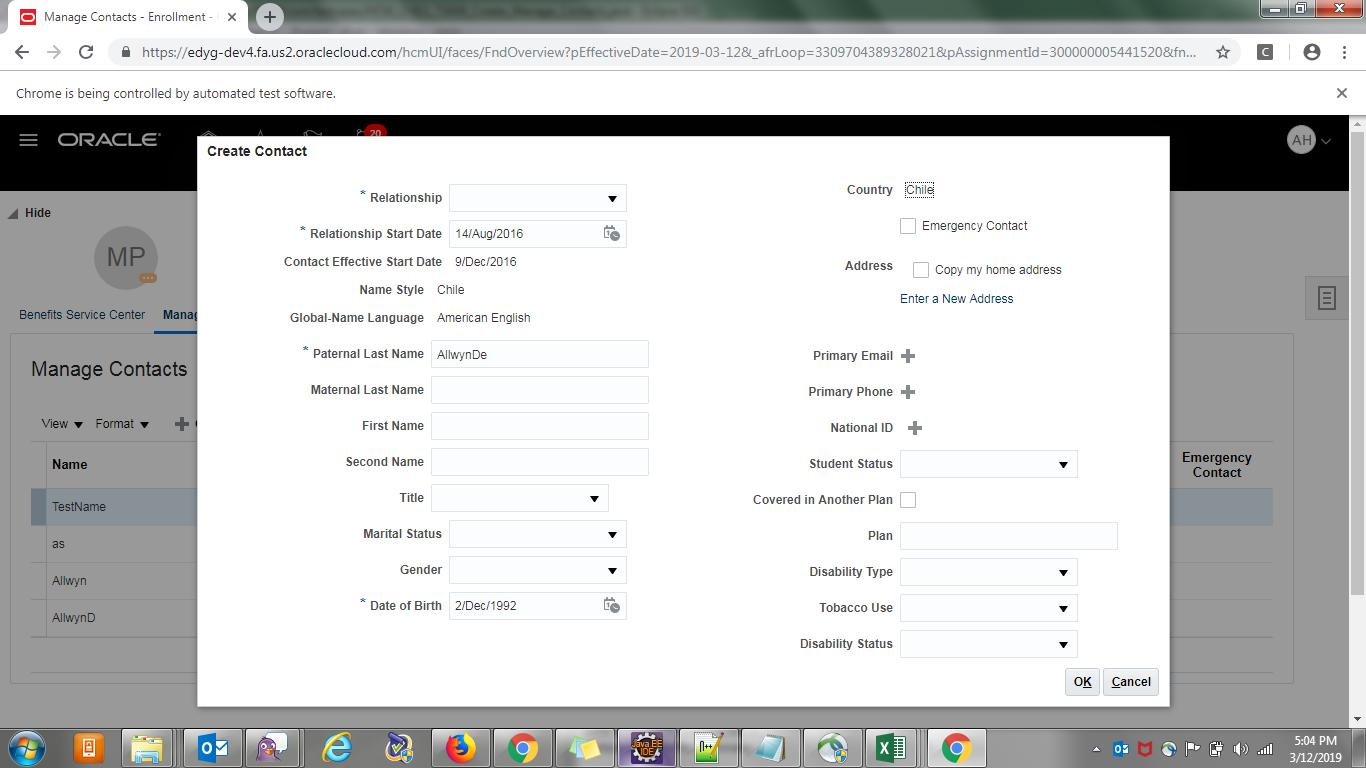 Manage Contacts - Enrollment -
https://edyg-dev4.fa.us2.oraclecloud.com/hcmUI/faces/FndOverview?pEffectiveDate=2019-03-12&_afrLoop=3309704389328021&pAssignmentId=300000005441520&fn...
C
Chrome is being controlled by automated test software.
ORACLE
20
AH
Hide
MP
Benefits Service Center Manag
Manage Contacts
View Format
Name
Emergency
Contact
TestName
as
Allwyn
AllwynD
Create Contact
* Relationship
* Relationship Start Date 14/Aug/2016
Contact Effective Start Date 9/Dec/2016
Name Style Chile
Global-Name Language American English
* Paternal Last Name AllwynDe
Maternal Last Name
First Name
Second Name
Title
Marital Status
Gender
* Date of Birth 2/Dec/1992
Country Chile
Emergency Contact
Address Copy my home address
Enter a New Address
Primary Email
Primary Phone
National ID
Student Status
Covered in Another Plan
Plan
Disability Type
Tobacco Use
Disability Status
OK Cancel
Java EE
IDE
5:04 PM
3/12/2019